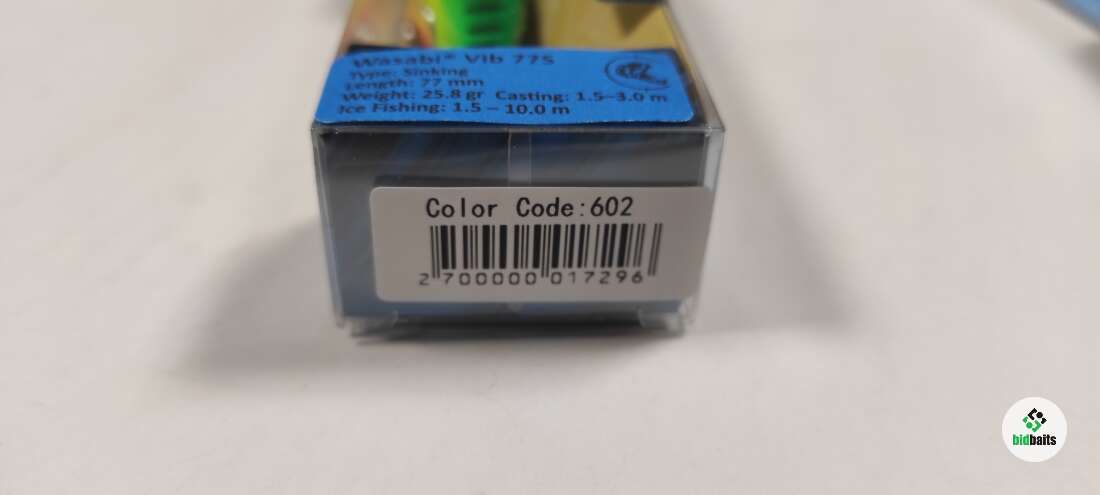 Wasabi® Vib 77S
Type: Sinking
Length: 77 mm
Weight: 25.8 gr Casting: 1.5–3.0 m
Ice Fishing: 1.5 – 10.0 m
Color Code:602
2 700000 017296
bidbaits